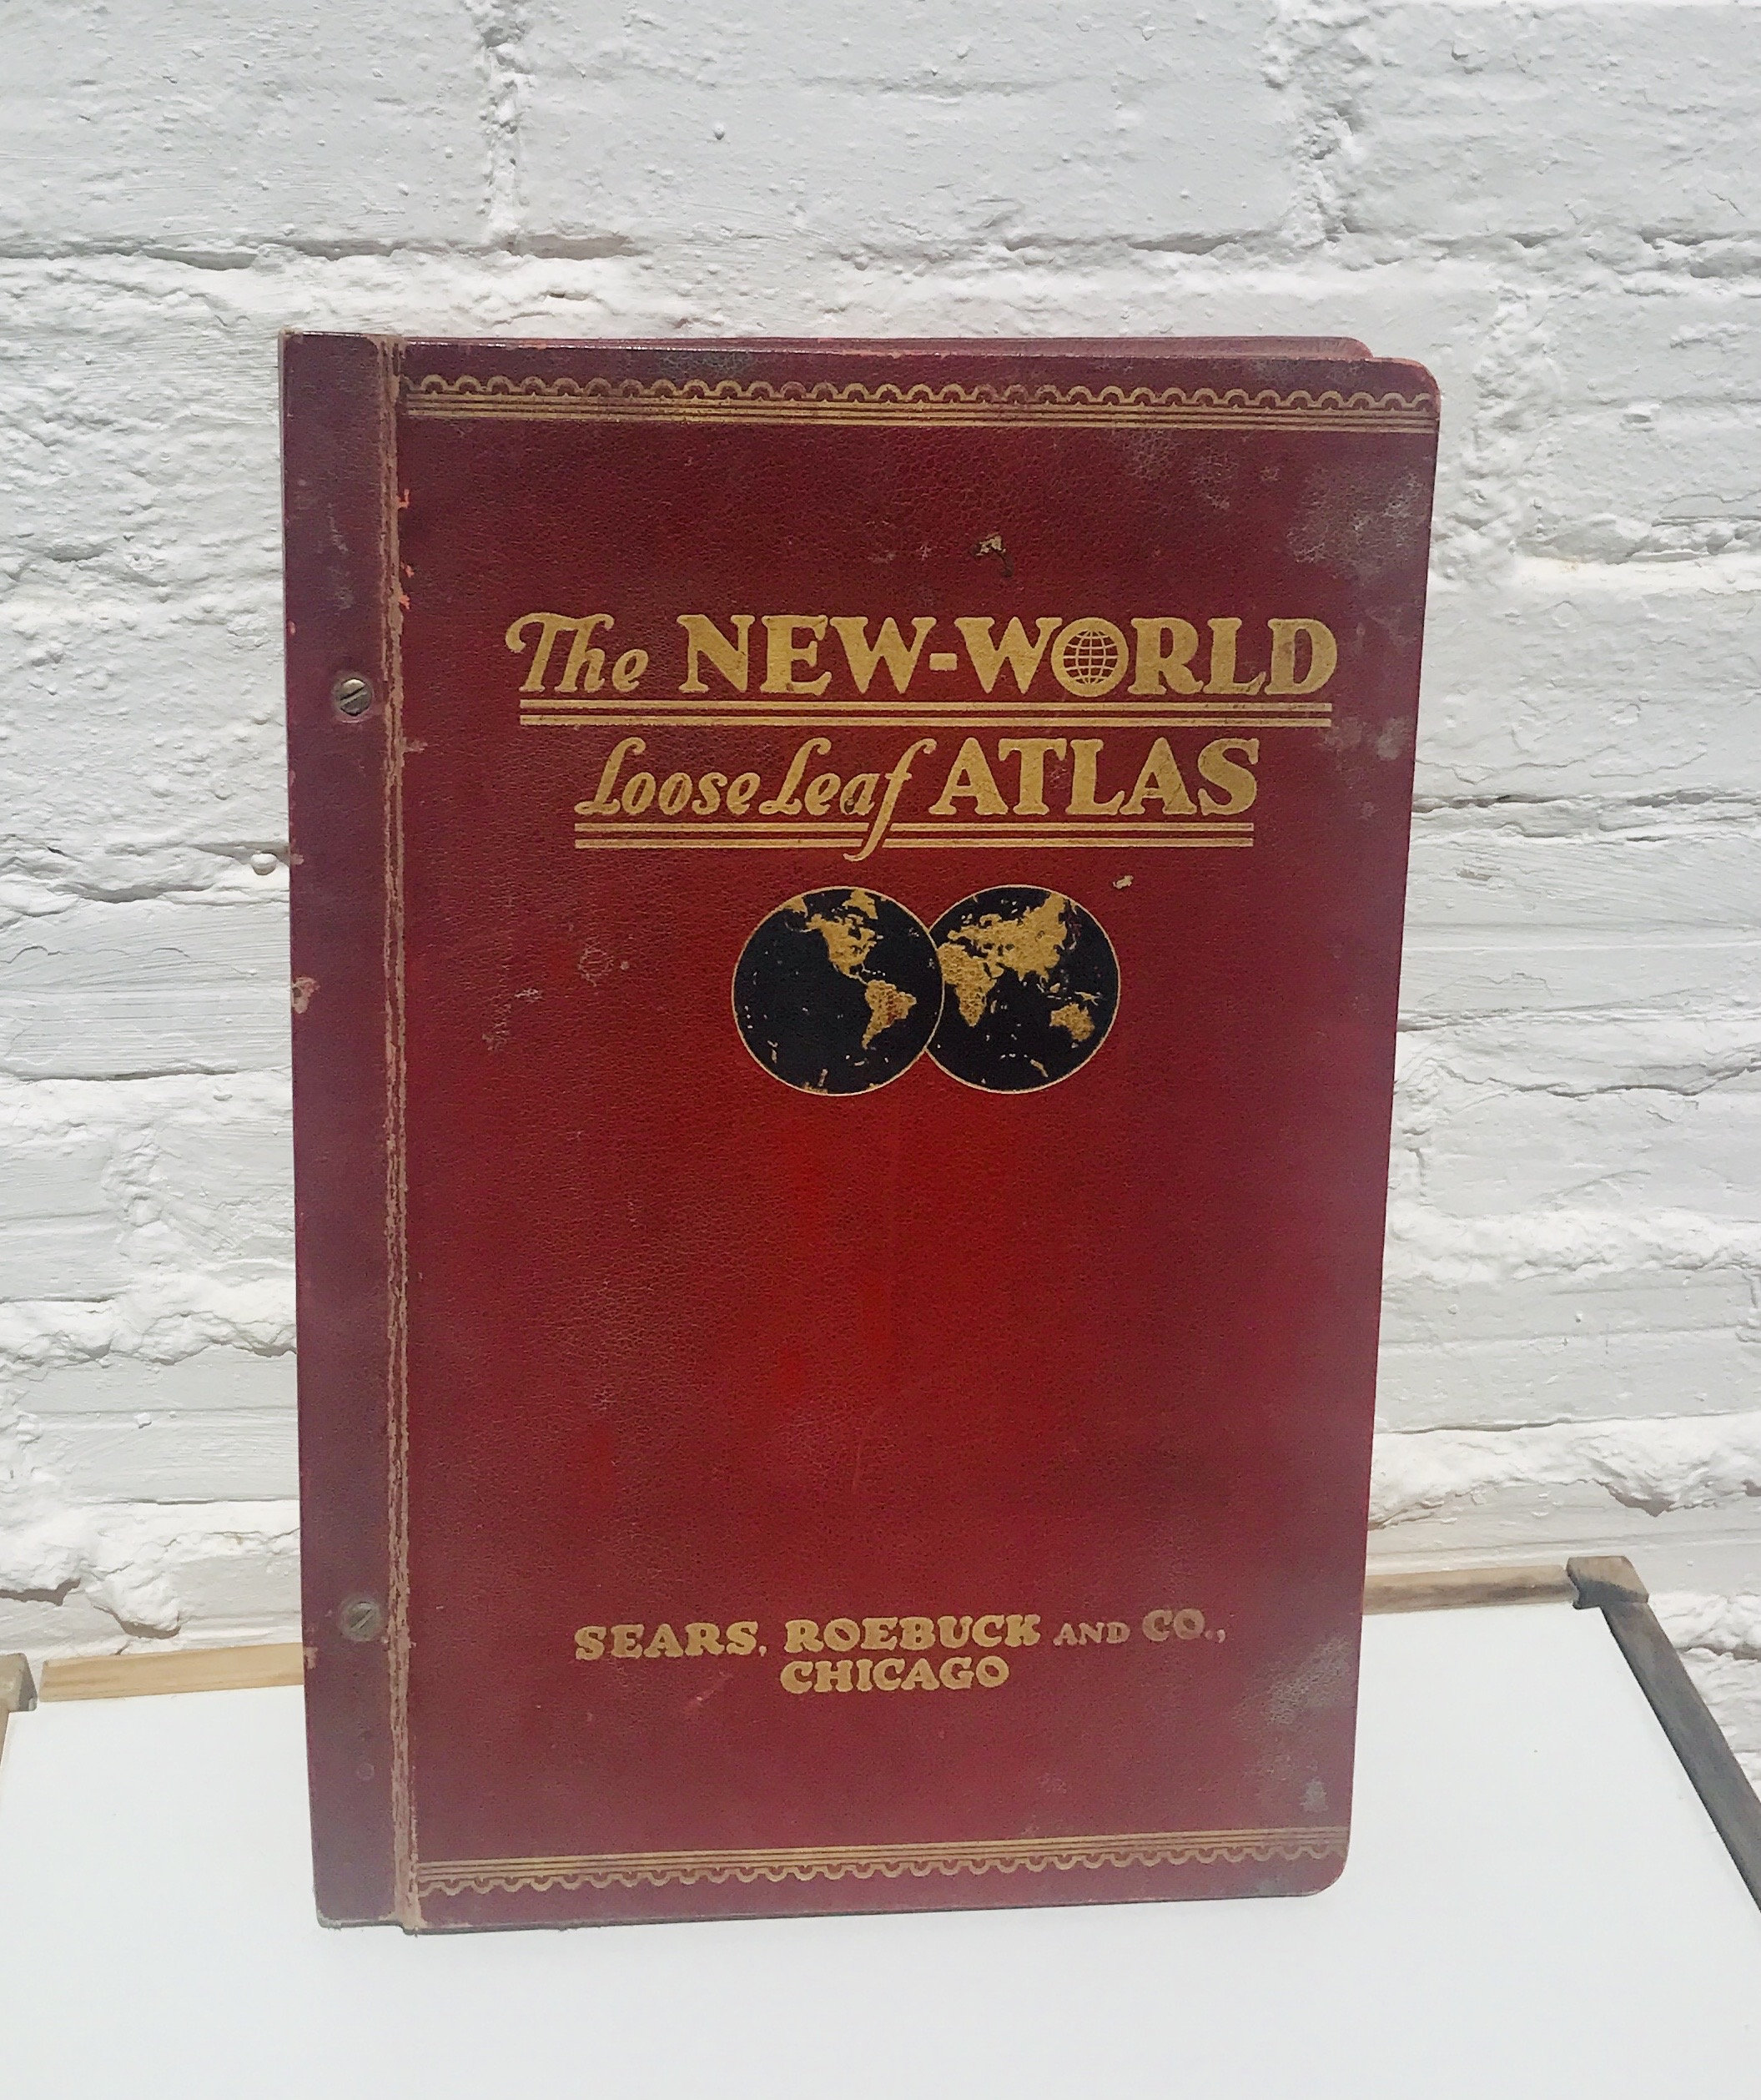 The NEW-WORLD
Loose Leaf ATLAS
SEARS, ROEBUCK AND CO.,
CHICAGO